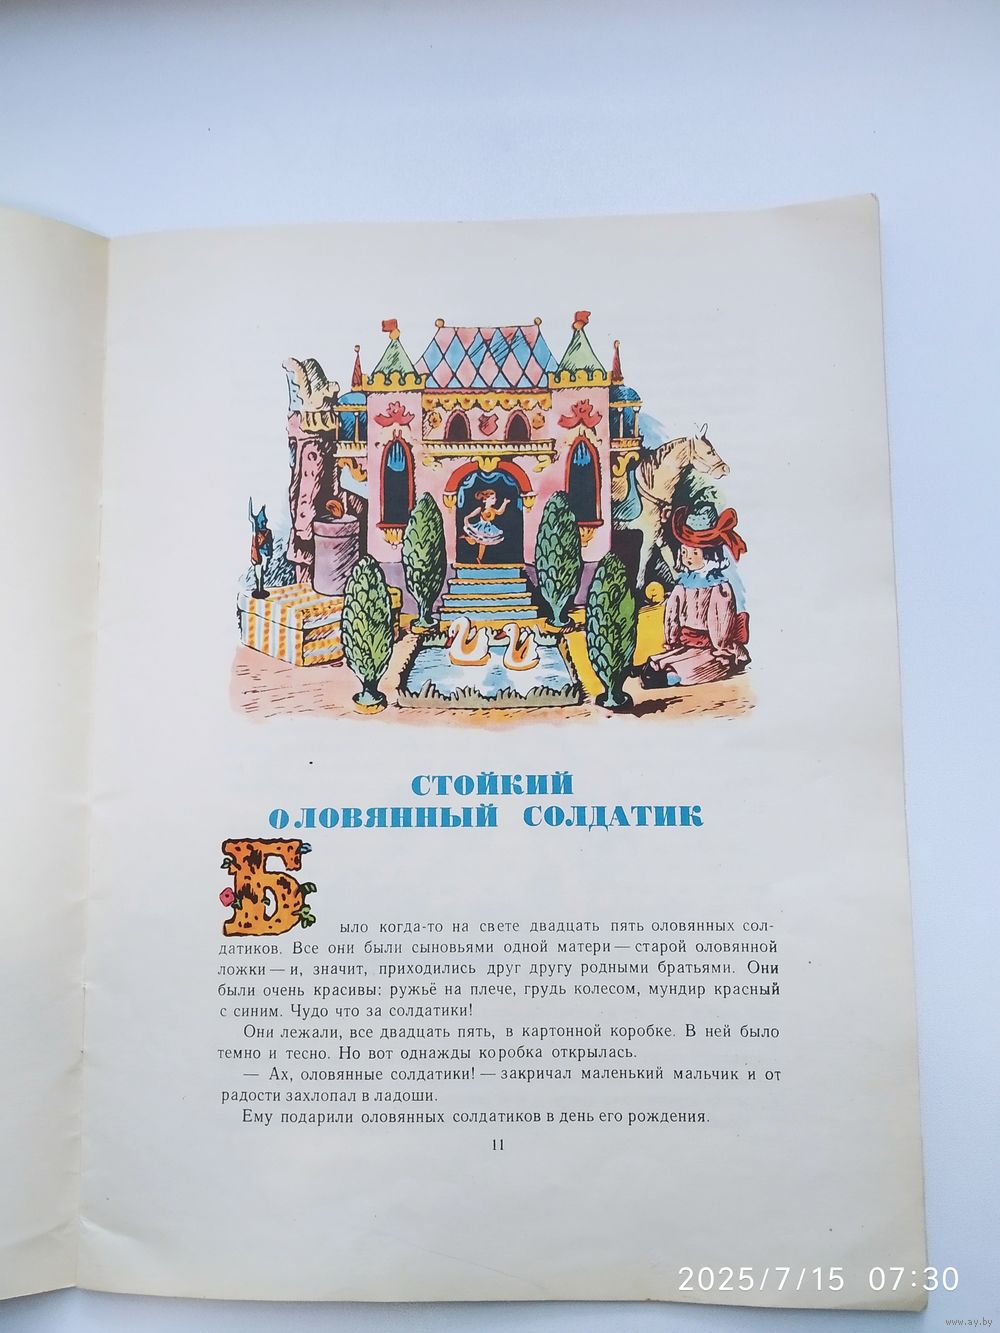 СТОЙКИЙ
ОЛОВЯННЫЙ СОЛДАТИК
Было когда-то на свете двадцать пять оловянных сол-
датиков. Все они были сыновьями одной матери — старой оловянной
ложки — и, значит, приходились друг другу родными братьями. Они
были очень красивы: ружьё на плече, грудь колесом, мундир красный
с синим. Чудо что за солдатики!
Они лежали, все двадцать пять, в картонной коробке. В ней было
темно и тесно. Но вот однажды коробка открылась.
— Ах, оловянные солдатики! — закричал маленький мальчик и от
радости захлопал в ладоши.
Ему подарили оловянных солдатиков в день его рождения.
11
2025/7/15 07:30
www.ay.by